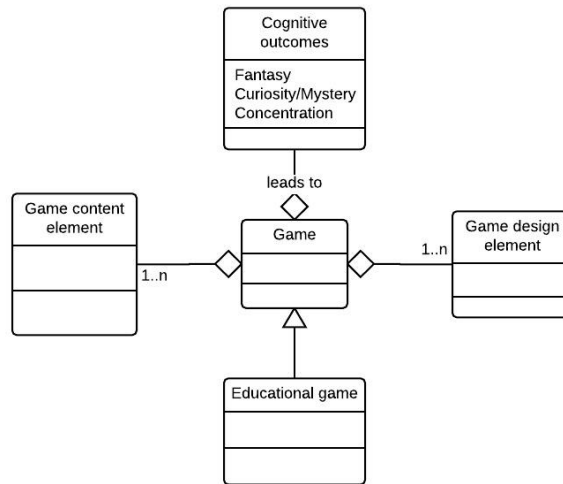 Cognitive
outcomes
Fantasy
Curiosity/Mystery
Concentration
leads to
Game content
element
1..n
Game
1..n
Game design
element
Educational game